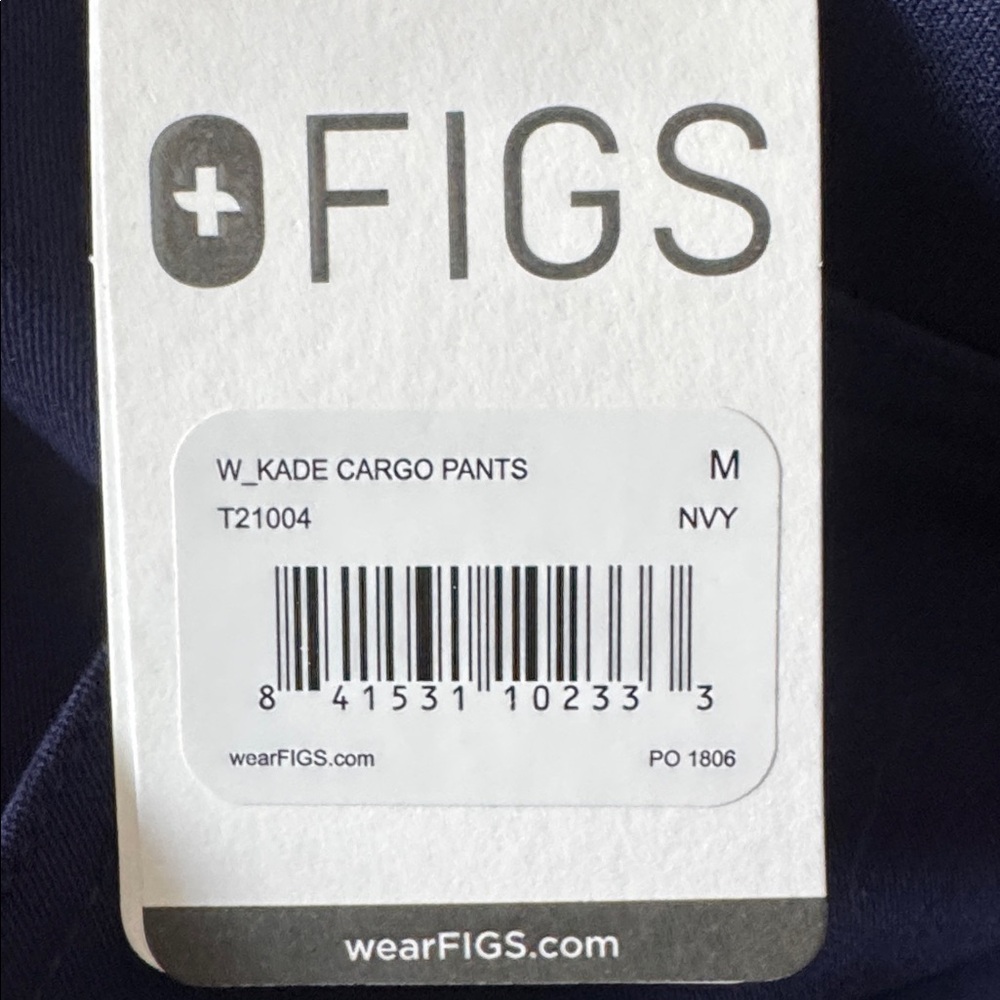 FIGS
W_KADE CARGO PANTS M
T21004 NVY
8 41531 10233 3
wearFIGS.com PO 1806
wearFIGS.com